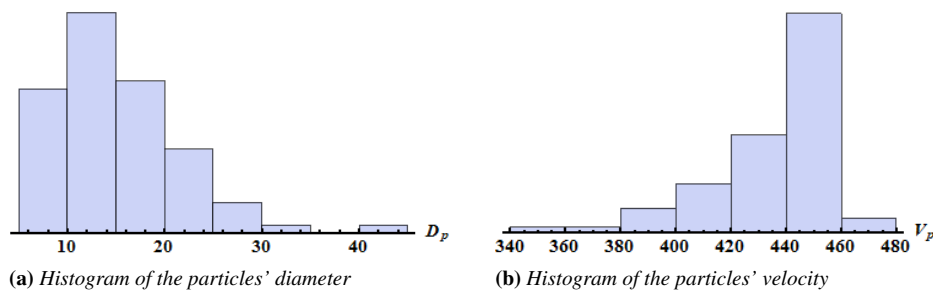 10 20 30 40 D_p
340 360 380 400 420 440 460 480 V_p
(a) Histogram of the particles' diameter
(b) Histogram of the particles' velocity